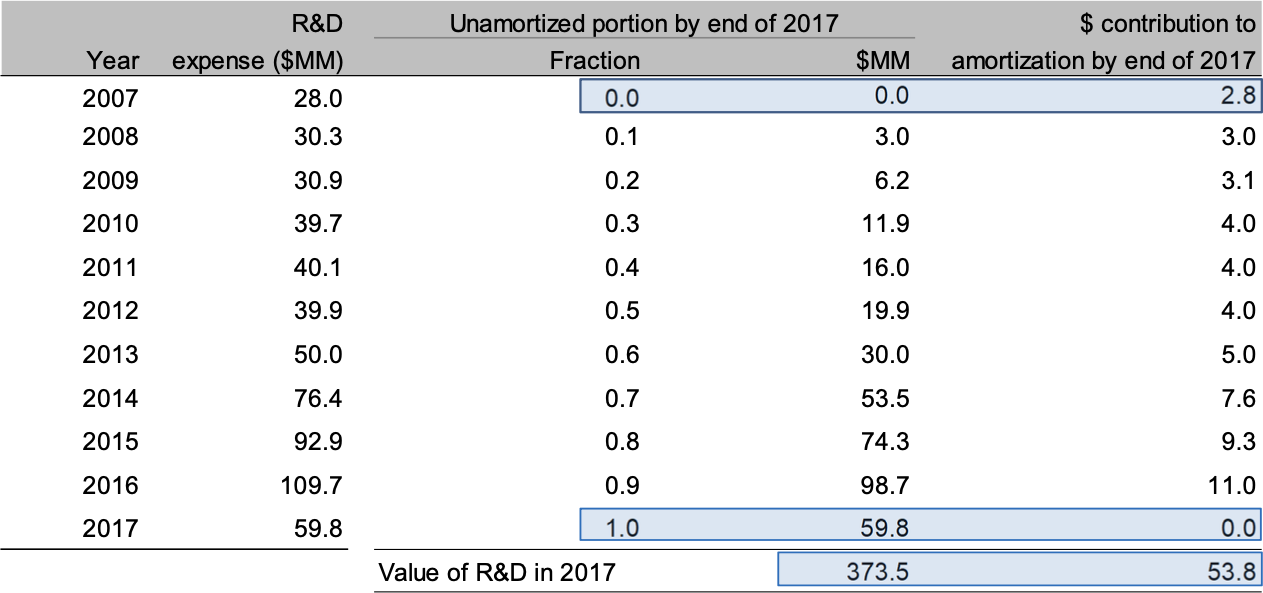 R&D Unamortized portion by end of 2017 $ contribution to
Year expense ($MM) Fraction $MM amortization by end of 2017
2007 28.0 0.0 0.0 2.8
2008 30.3 0.1 3.0 3.0
2009 30.9 0.2 6.2 3.1
2010 39.7 0.3 11.9 4.0
2011 40.1 0.4 16.0 4.0
2012 39.9 0.5 19.9 4.0
2013 50.0 0.6 30.0 5.0
2014 76.4 0.7 53.5 7.6
2015 92.9 0.8 74.3 9.3
2016 109.7 0.9 98.7 11.0
2017 59.8 1.0 59.8 0.0
Value of R&D in 2017 373.5 53.8